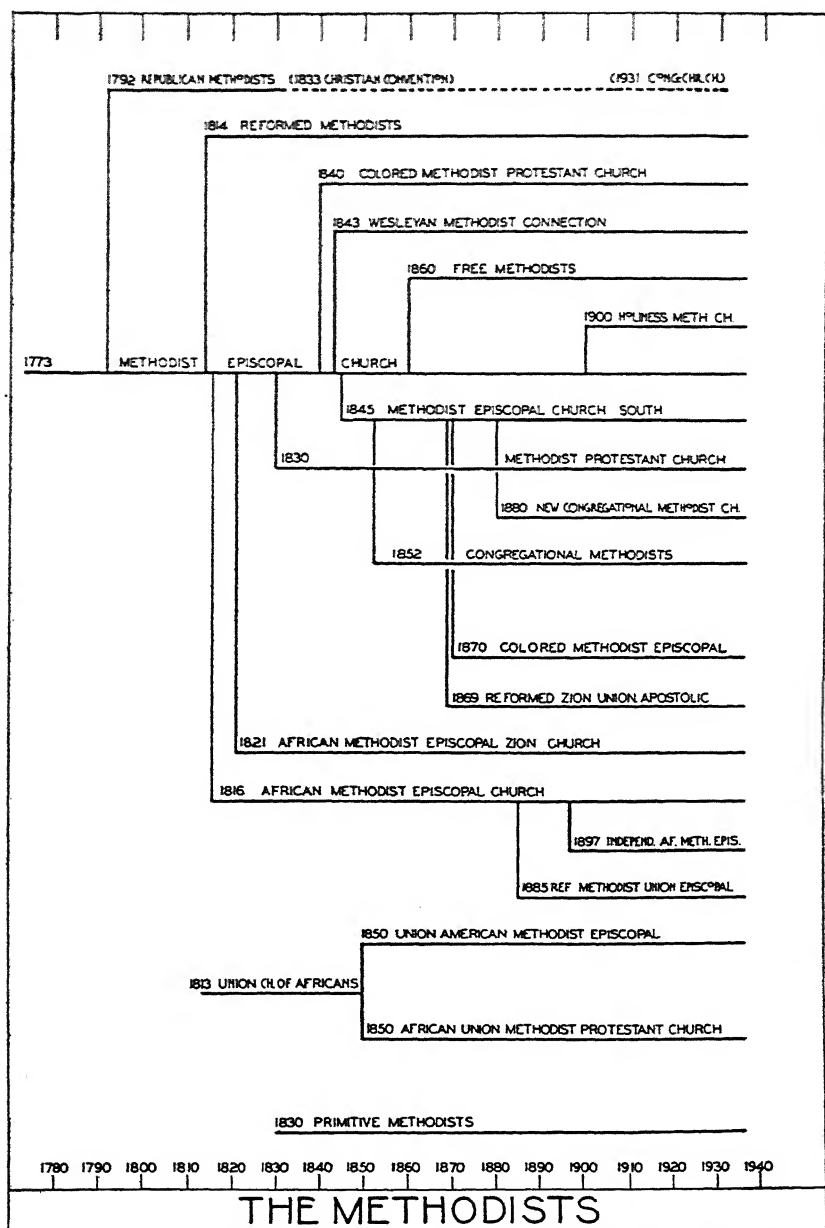 1792 REPUBLICAN METHODISTS (1833 CHRISTIAN CONVENTION) (1931 CONG-CHR.CH.)
1814 REFORMED METHODISTS
1840 COLORED METHODIST PROTESTANT CHURCH
1843 WESLEYAN METHODIST CONNECTION
1860 FREE METHODISTS
1900 HOLINESS METH CH.
1773 METHODIST EPISCOPAL CHURCH
1845 METHODIST EPISCOPAL CHURCH SOUTH
1830 METHODIST PROTESTANT CHURCH
1880 NEW CONGREGATIONAL METHODIST CH.
1852 CONGREGATIONAL METHODISTS
1870 COLORED METHODIST EPISCOPAL
1869 REFORMED ZION UNION APOSTOLIC
1821 AFRICAN METHODIST EPISCOPAL ZION CHURCH
1816 AFRICAN METHODIST EPISCOPAL CHURCH
1897 INDEPEND. AF. METH. EPIS.
1885 REF METHODIST UNION EPISCOPAL
1850 UNION AMERICAN METHODIST EPISCOPAL
1813 UNION CH. OF AFRICANS
1850 AFRICAN UNION METHODIST PROTESTANT CHURCH
1830 PRIMITIVE METHODISTS
1780 1790 1800 1810 1820 1830 1840 1850 1860 1870 1880 1890 1900 1910 1920 1930 1940
THE METHODISTS